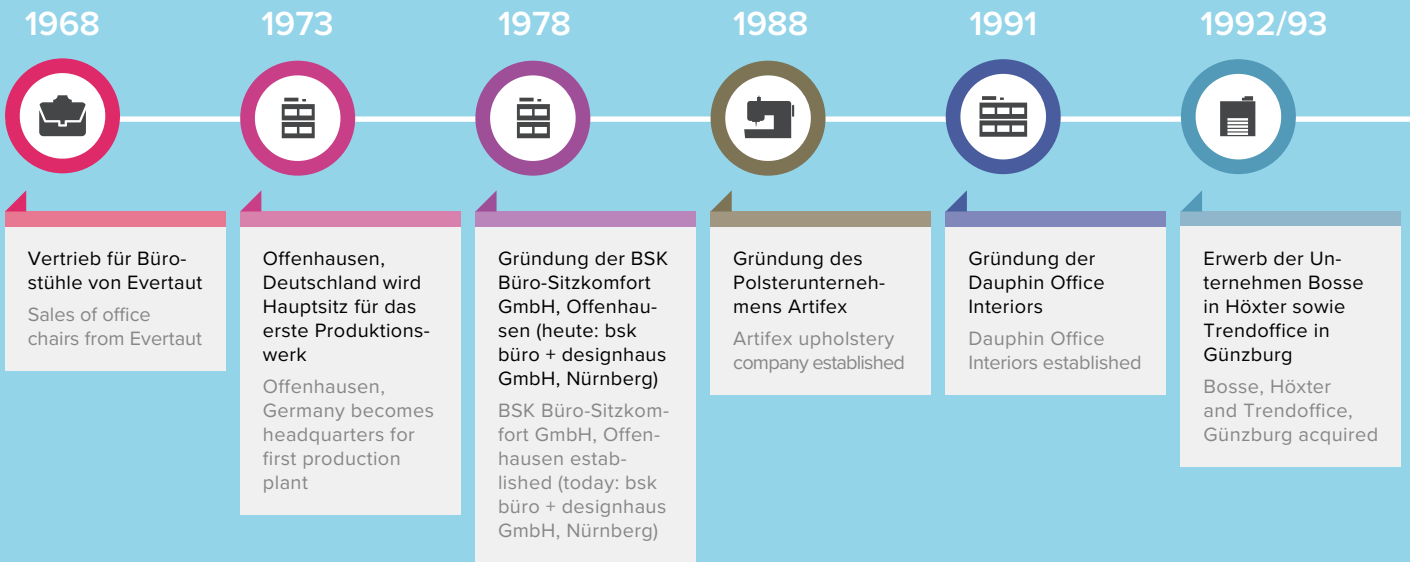 1968
Vertrieb für Büro-
stühle von Evertaut
Sales of office
chairs from Evertaut
1973
Offenhausen,
Deutschland wird
Hauptsitz für das
erste Produktions-
werk
Offenhausen,
Germany becomes
headquarters for
first production
plant
1978
Gründung der BSK
Büro-Sitzkomfort
GmbH, Offenhau-
sen (heute: bsk
büro + designhaus
GmbH, Nürnberg)
BSK Büro-Sitzkom-
fort GmbH, Offen-
hausen estab-
lished (today: bsk
büro + designhaus
GmbH, Nürnberg)
1988
Gründung des
Polsterunterneh-
mens Artifex
Artifex upholstery
company established
1991
Gründung der
Dauphin Office
Interiors
Dauphin Office
Interiors established
1992/93
Erwerb der Un-
ternehmen Bosse
in Höxter sowie
Trendoffice in
Günzburg
Bosse, Höxter
and Trendoffice,
Günzburg acquired